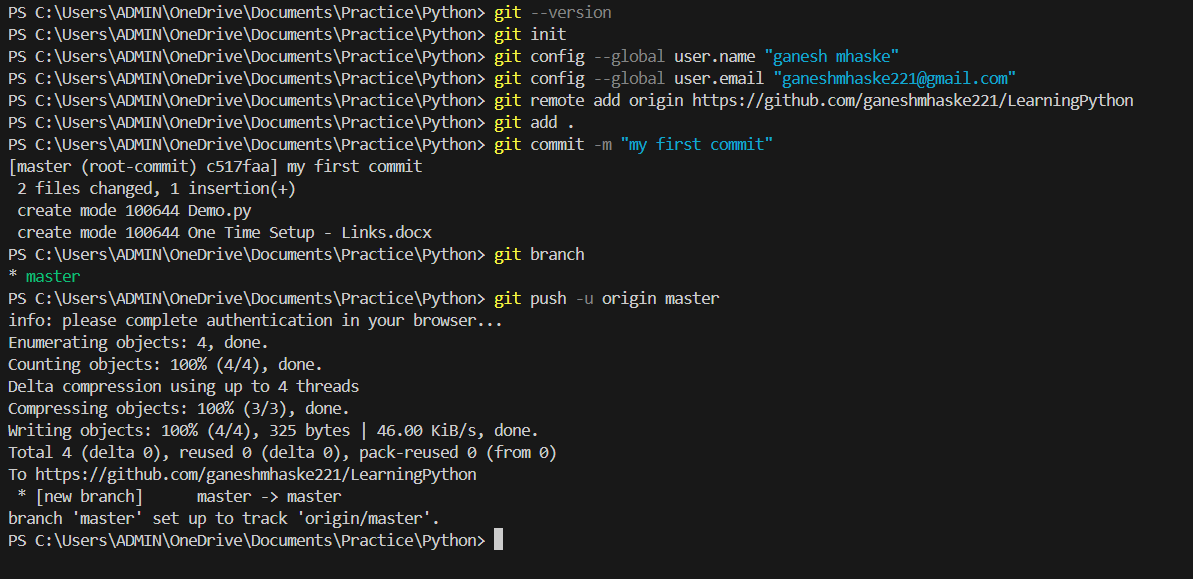 PS C:\Users\ADMIN\OneDrive\Documents\Practice\Python> git --version
PS C:\Users\ADMIN\OneDrive\Documents\Practice\Python> git init
PS C:\Users\ADMIN\OneDrive\Documents\Practice\Python> git config --global user.name "ganesh mhaske"
PS C:\Users\ADMIN\OneDrive\Documents\Practice\Python> git config --global user.email "ganeshmhaske221@gmail.com"
PS C:\Users\ADMIN\OneDrive\Documents\Practice\Python> git remote add origin https://github.com/ganeshmhaske221/LearningPython
PS C:\Users\ADMIN\OneDrive\Documents\Practice\Python> git add .
PS C:\Users\ADMIN\OneDrive\Documents\Practice\Python> git commit -m "my first commit"
[master (root-commit) c517faa] my first commit
 2 files changed, 1 insertion(+)
 create mode 100644 Demo.py
 create mode 100644 One Time Setup - Links.docx
PS C:\Users\ADMIN\OneDrive\Documents\Practice\Python> git branch
* master
PS C:\Users\ADMIN\OneDrive\Documents\Practice\Python> git push -u origin master
info: please complete authentication in your browser...
Enumerating objects: 4, done.
Counting objects: 100% (4/4), done.
Delta compression using up to 4 threads
Compressing objects: 100% (3/3), done.
Writing objects: 100% (4/4), 325 bytes | 46.00 KiB/s, done.
Total 4 (delta 0), reused 0 (delta 0), pack-reused 0 (from 0)
To https://github.com/ganeshmhaske221/LearningPython
 * [new branch]      master -> master
branch 'master' set up to track 'origin/master'.
PS C:\Users\ADMIN\OneDrive\Documents\Practice\Python>